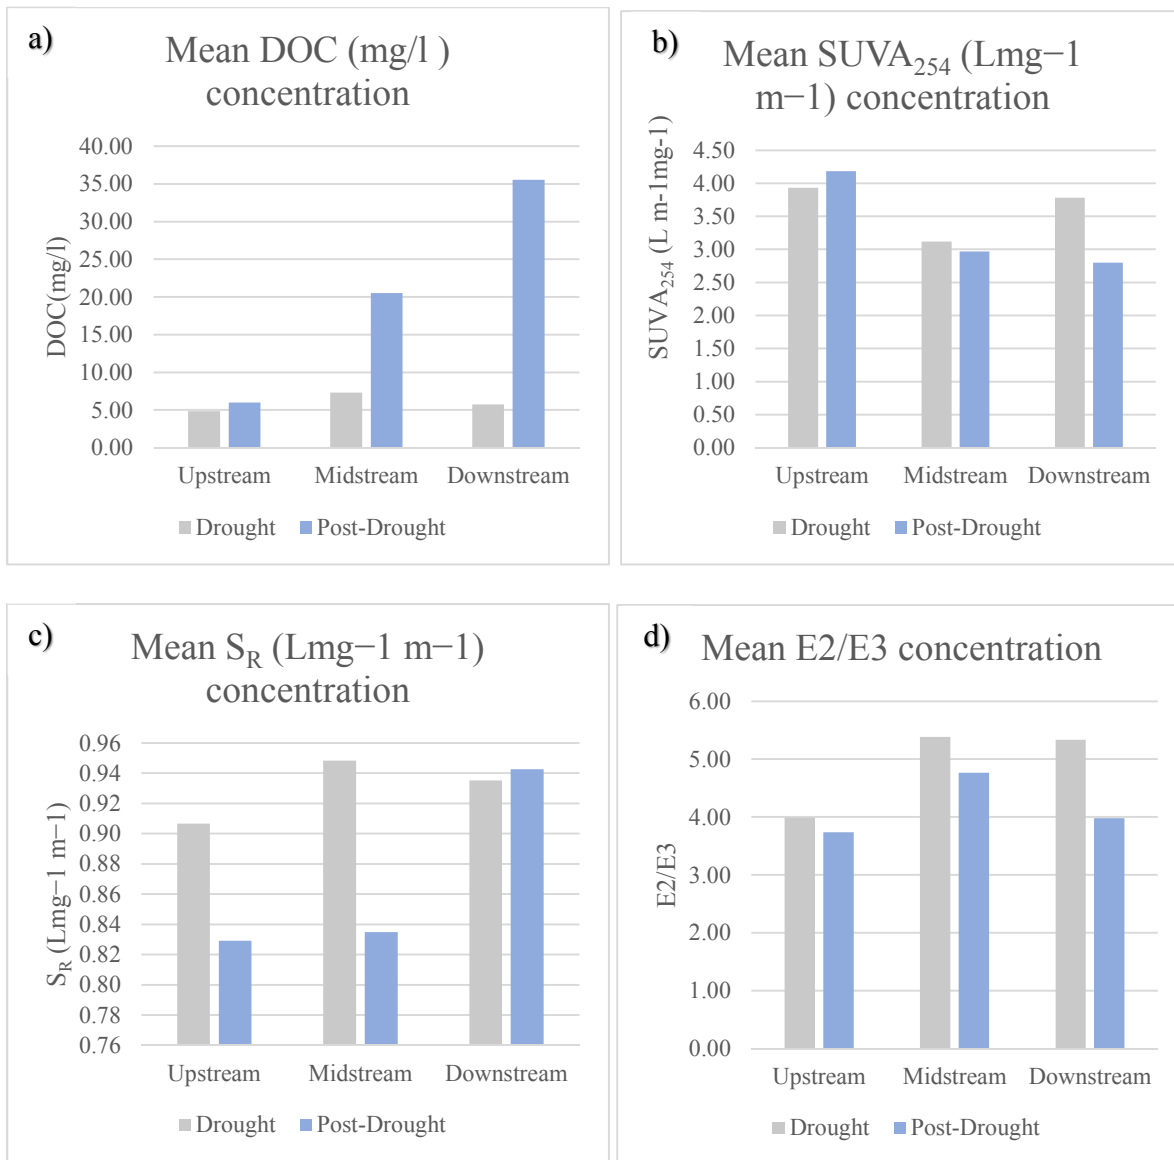 a)
Mean DOC (mg/l )
concentration
40.00
35.00
30.00
25.00
20.00
15.00
10.00
5.00
0.00
DOC(mg/l)
Upstream Midstream Downstream
Drought Post-Drought
b)
Mean SUVA₂₅₄ (Lmg−1
m−1) concentration
4.50
4.00
3.50
3.00
2.50
2.00
1.50
1.00
0.50
0.00
SUVA₂₅₄ (L m-1mg-1)
Upstream Midstream Downstream
Drought Post-Drought
c)
Mean S_R (Lmg−1 m−1)
concentration
0.96
0.94
0.92
0.90
0.88
0.86
0.84
0.82
0.80
0.78
0.76
S_R (Lmg−1 m−1)
Upstream Midstream Downstream
Drought Post-Drought
d)
Mean E2/E3 concentration
6.00
5.00
4.00
3.00
2.00
1.00
0.00
E2/E3
Upstream Midstream Downstream
Drought Post-Drought